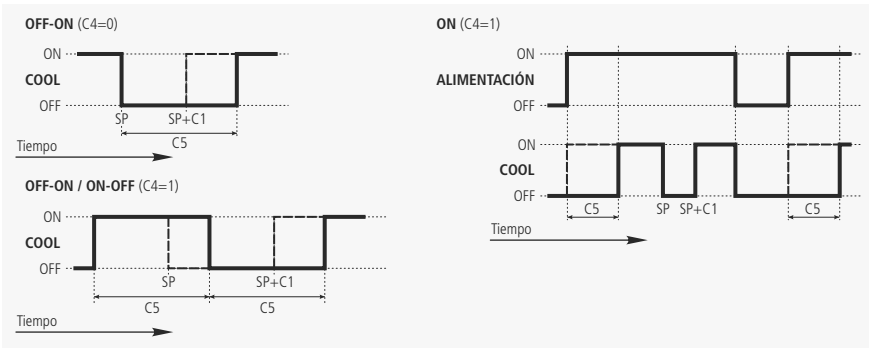 OFF-ON (C4=0)
ON
COOL
OFF
SP SP+C1
C5
Tiempo
OFF-ON / ON-OFF (C4=1)
ON
COOL
OFF
SP SP+C1
C5 C5
Tiempo
ON (C4=1)
ON
ALIMENTACIÓN
OFF
ON
COOL
OFF
C5 SP SP+C1 C5
Tiempo